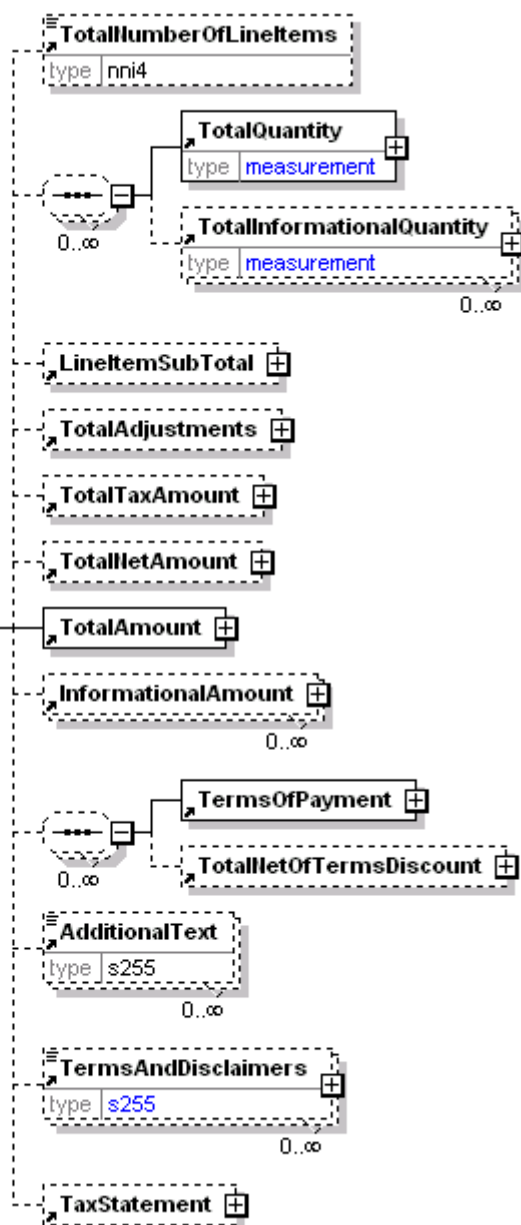 TotalNumberOfLineItems
type nni4
TotalQuantity
type measurement
0..∞
TotalInformationalQuantity
type measurement
0..∞
LineItemSubTotal
TotalAdjustments
TotalTaxAmount
TotalNetAmount
TotalAmount
InformationalAmount
0..∞
TermsOfPayment
0..∞
TotalNetOfTermsDiscount
AdditionalText
type s255
0..∞
TermsAndDisclaimers
type s255
0..∞
TaxStatement